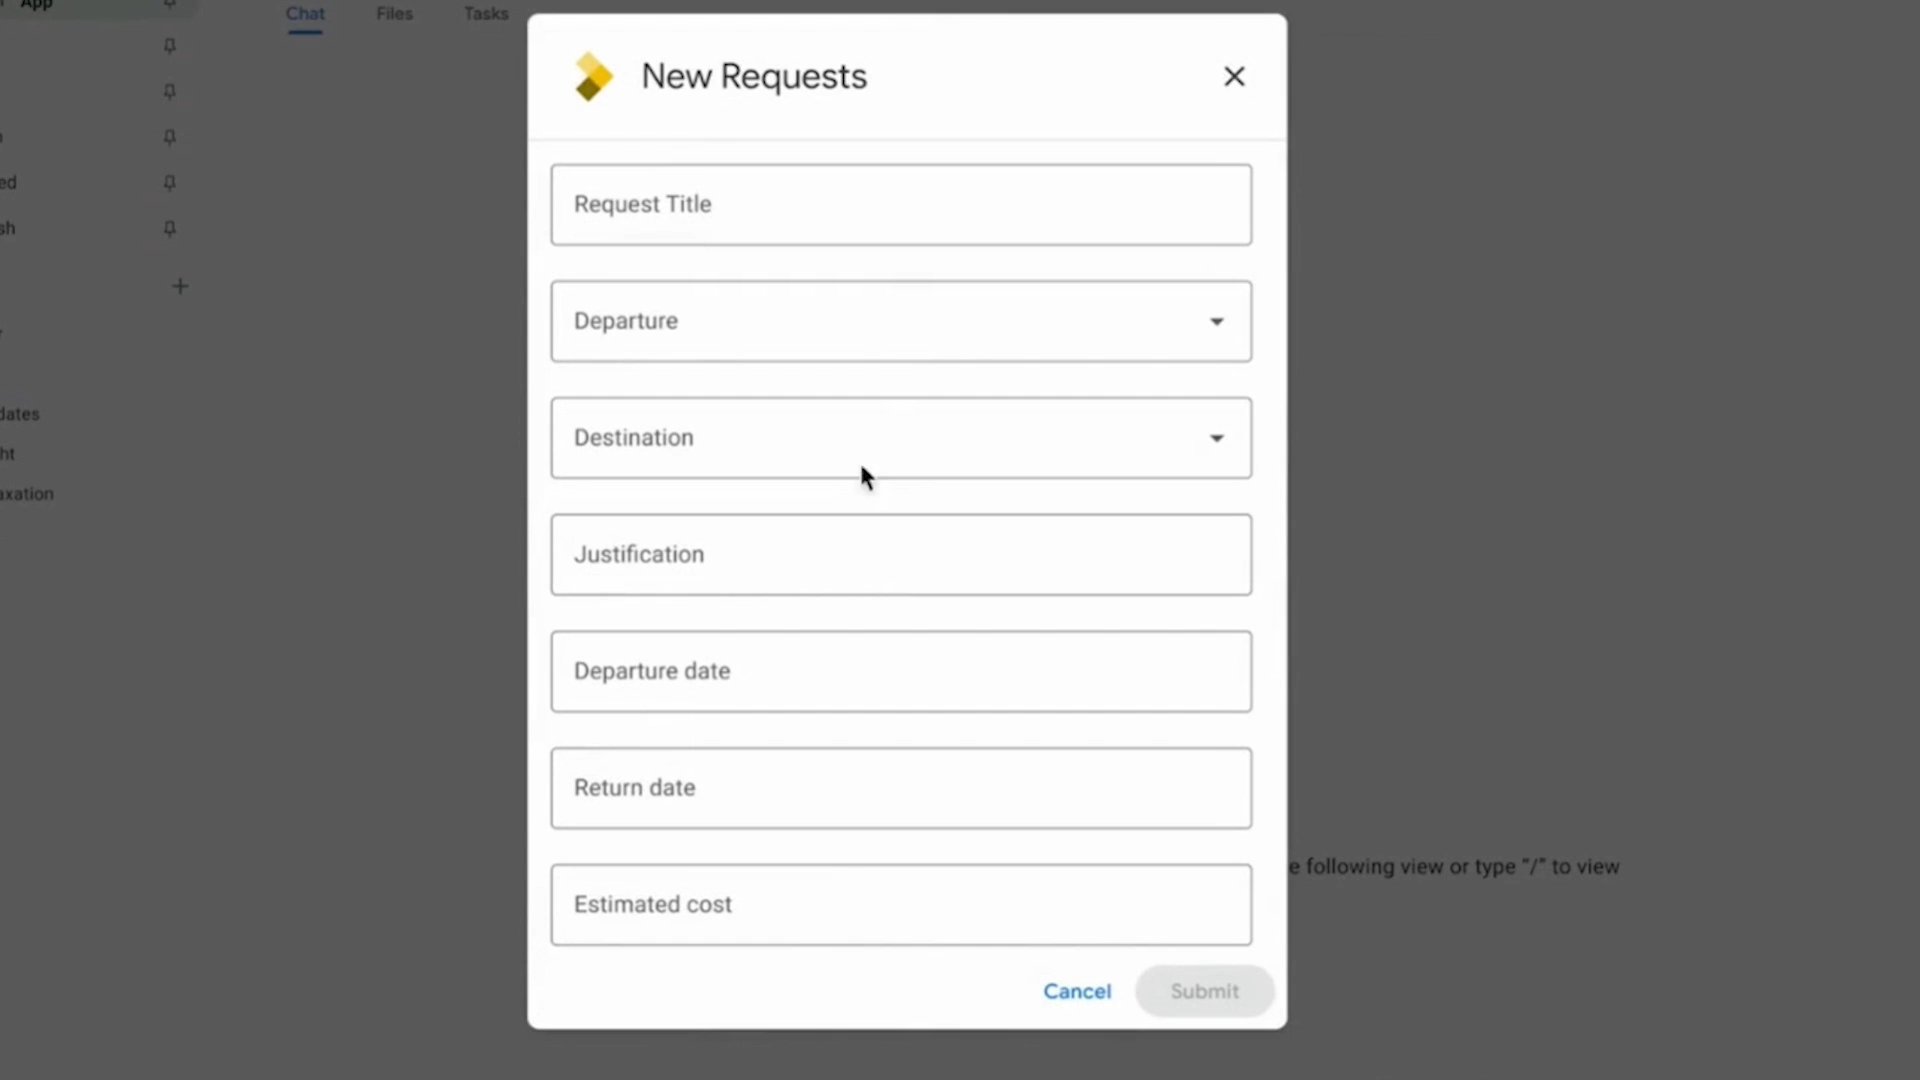 App
Chat
Files
Tasks
New Requests
Request Title
Departure
Destination
Justification
Departure date
Return date
Estimated cost
Cancel
Submit
ed
sh
dates
ht
axation
e following view or type “/” to view